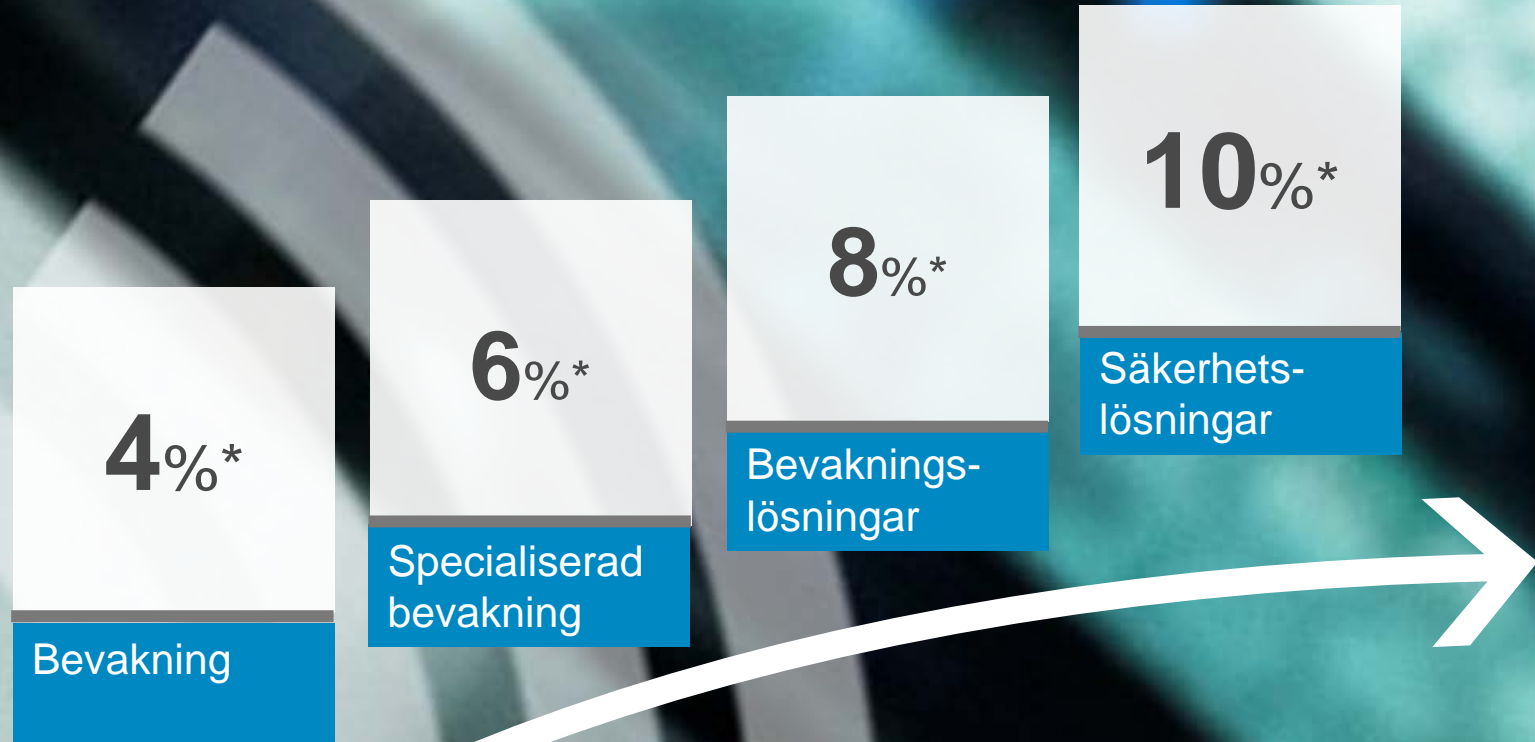 4%*
Bevakning
6%*
Specialiserad
bevakning
8%*
Bevaknings-
lösningar
10%*
Säkerhets-
lösningar